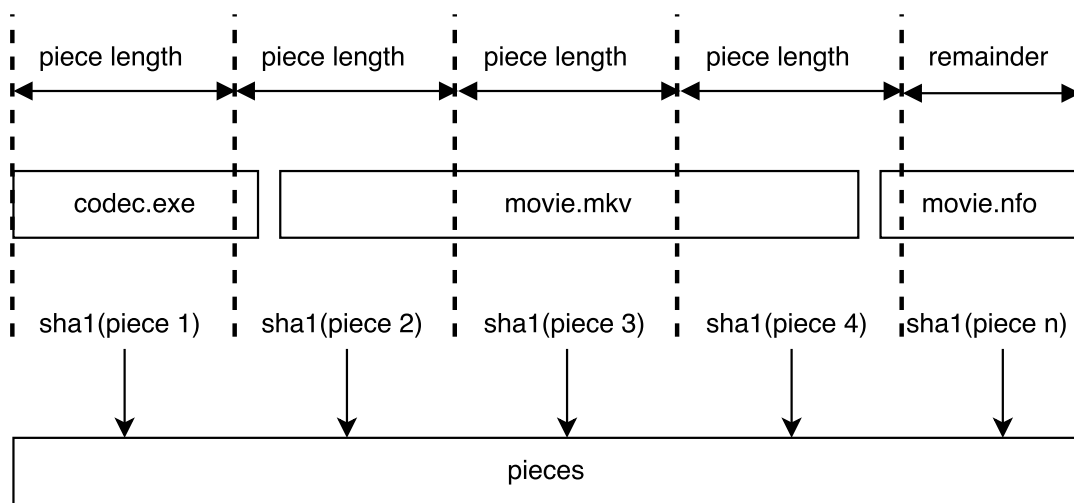 piece length piece length piece length piece length remainder
codec.exe movie.mkv movie.nfo
sha1(piece 1) sha1(piece 2) sha1(piece 3) sha1(piece 4) sha1(piece n)
pieces